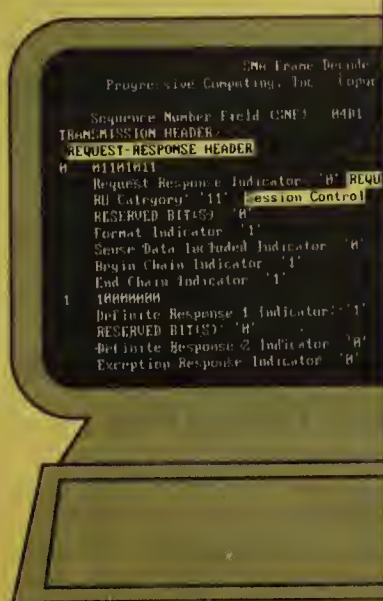 SNA Frame Decode
Progressive Computing, Inc
Sequence Number Field (SNF) 04D1
TRANSMISSION HEADER
REQUEST-RESPONSE HEADER
0 01101011
Request Response Indicator '0' REQU
RU Category '11' Session Control
RESERVED BIT(S) '0'
Format Indicator '1'
Sense Data Included Indicator '0'
Begin Chain Indicator '1'
End Chain Indicator '1'
1 10000000
Definite Response 1 Indicator: '1'
RESERVED BIT(S): '0'
Definite Response 2 Indicator '0'
Exception Response Indicator '0'